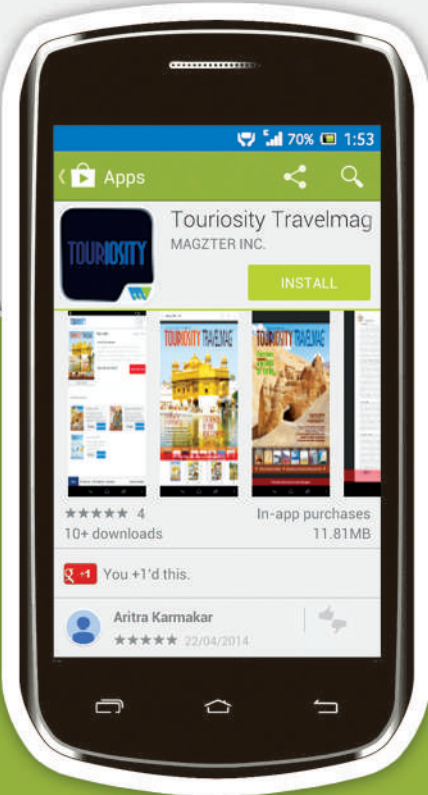 E 70% 1:53
Apps
Touriosity Travelmag
MAGZTER INC.
TOURIOSITY
INSTALL
TOURIOSITY TRAVELMAG
TOURIOSITY TRAVELMAG
4
In-app purchases
10+ downloads
11.81MB
g +1 You +1'd this.
Aritra Karmakar
22/04/2014